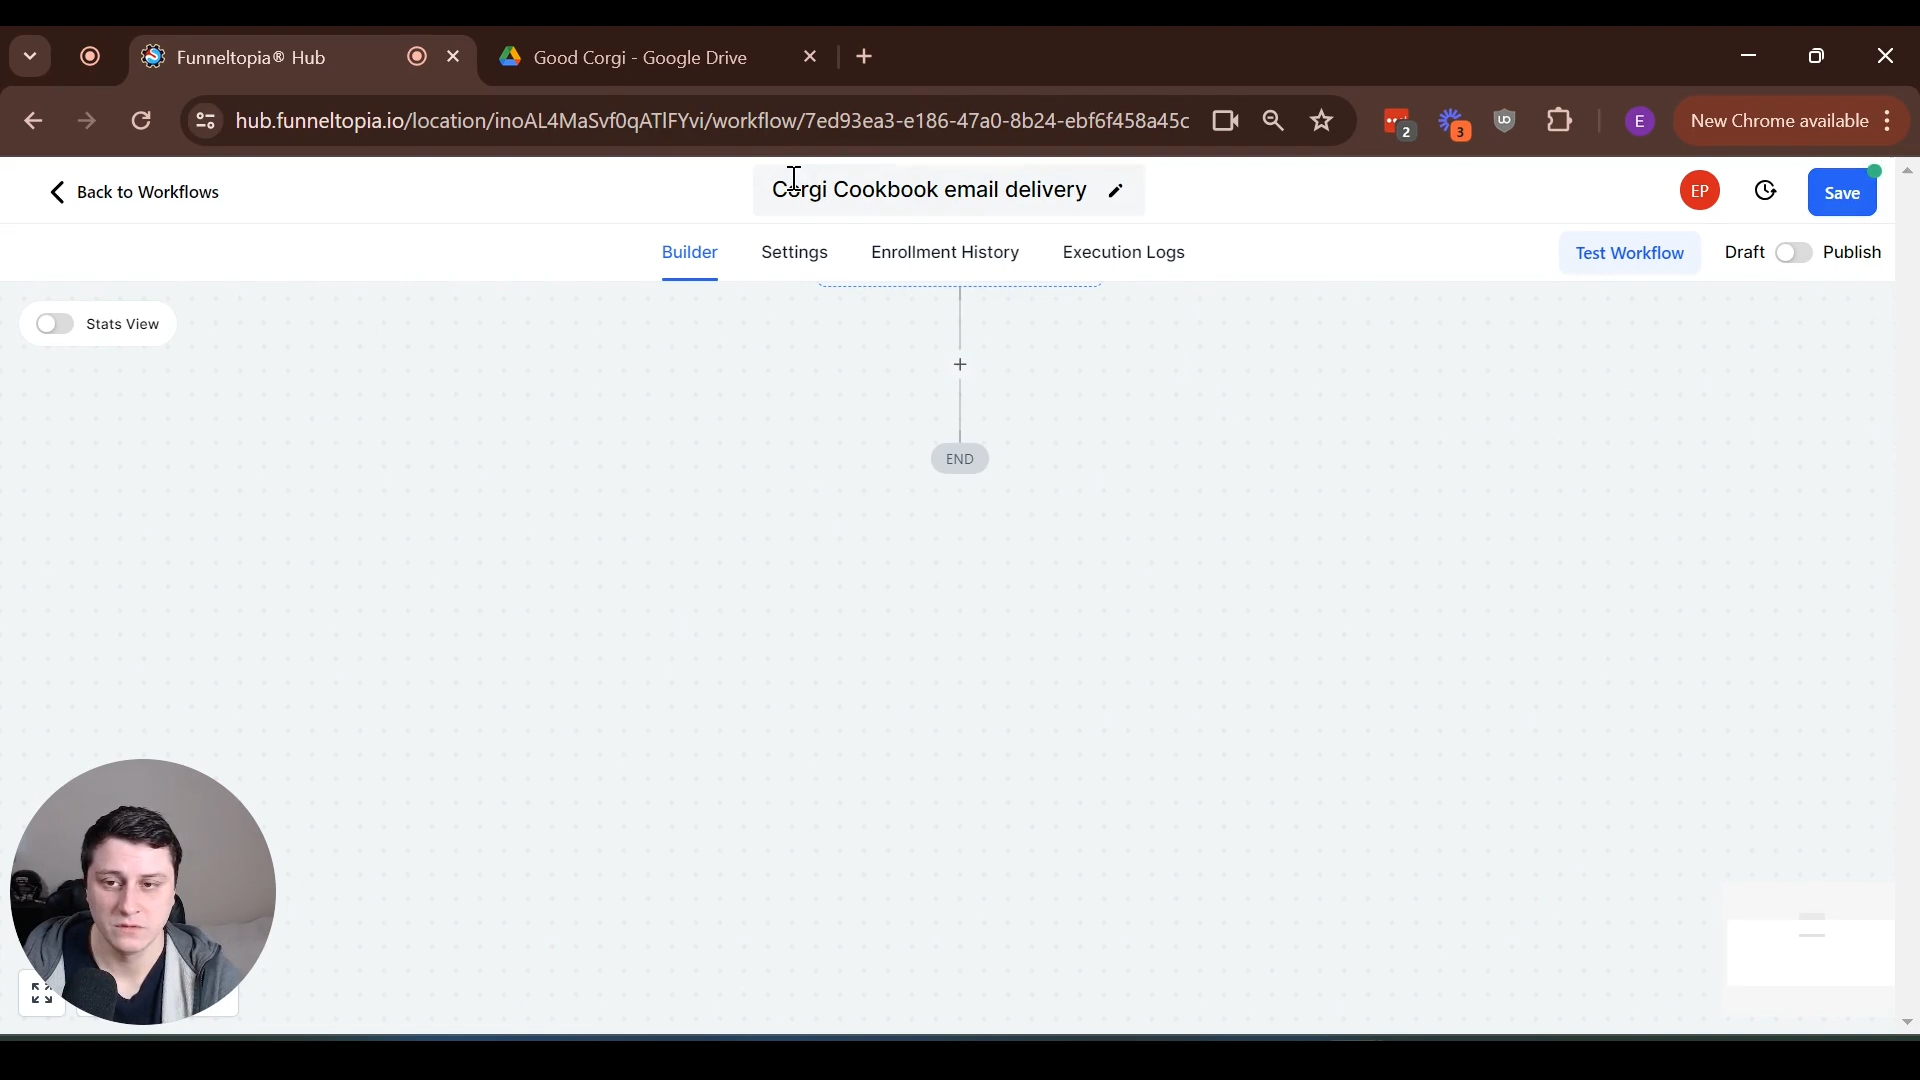 Funneltopia® Hub
Good Corgi - Google Drive
hub.funneltopia.io/location/inoAL4MaSvf0qATlFYvi/workflow/7ed93ea3-e186-47a0-8b24-ebf6f458a45c
2
3
UO
E
New Chrome available
Back to Workflows
Corgi Cookbook email delivery
EP
Save
Builder
Settings
Enrollment History
Execution Logs
Test Workflow
Draft
Publish
Stats View
END